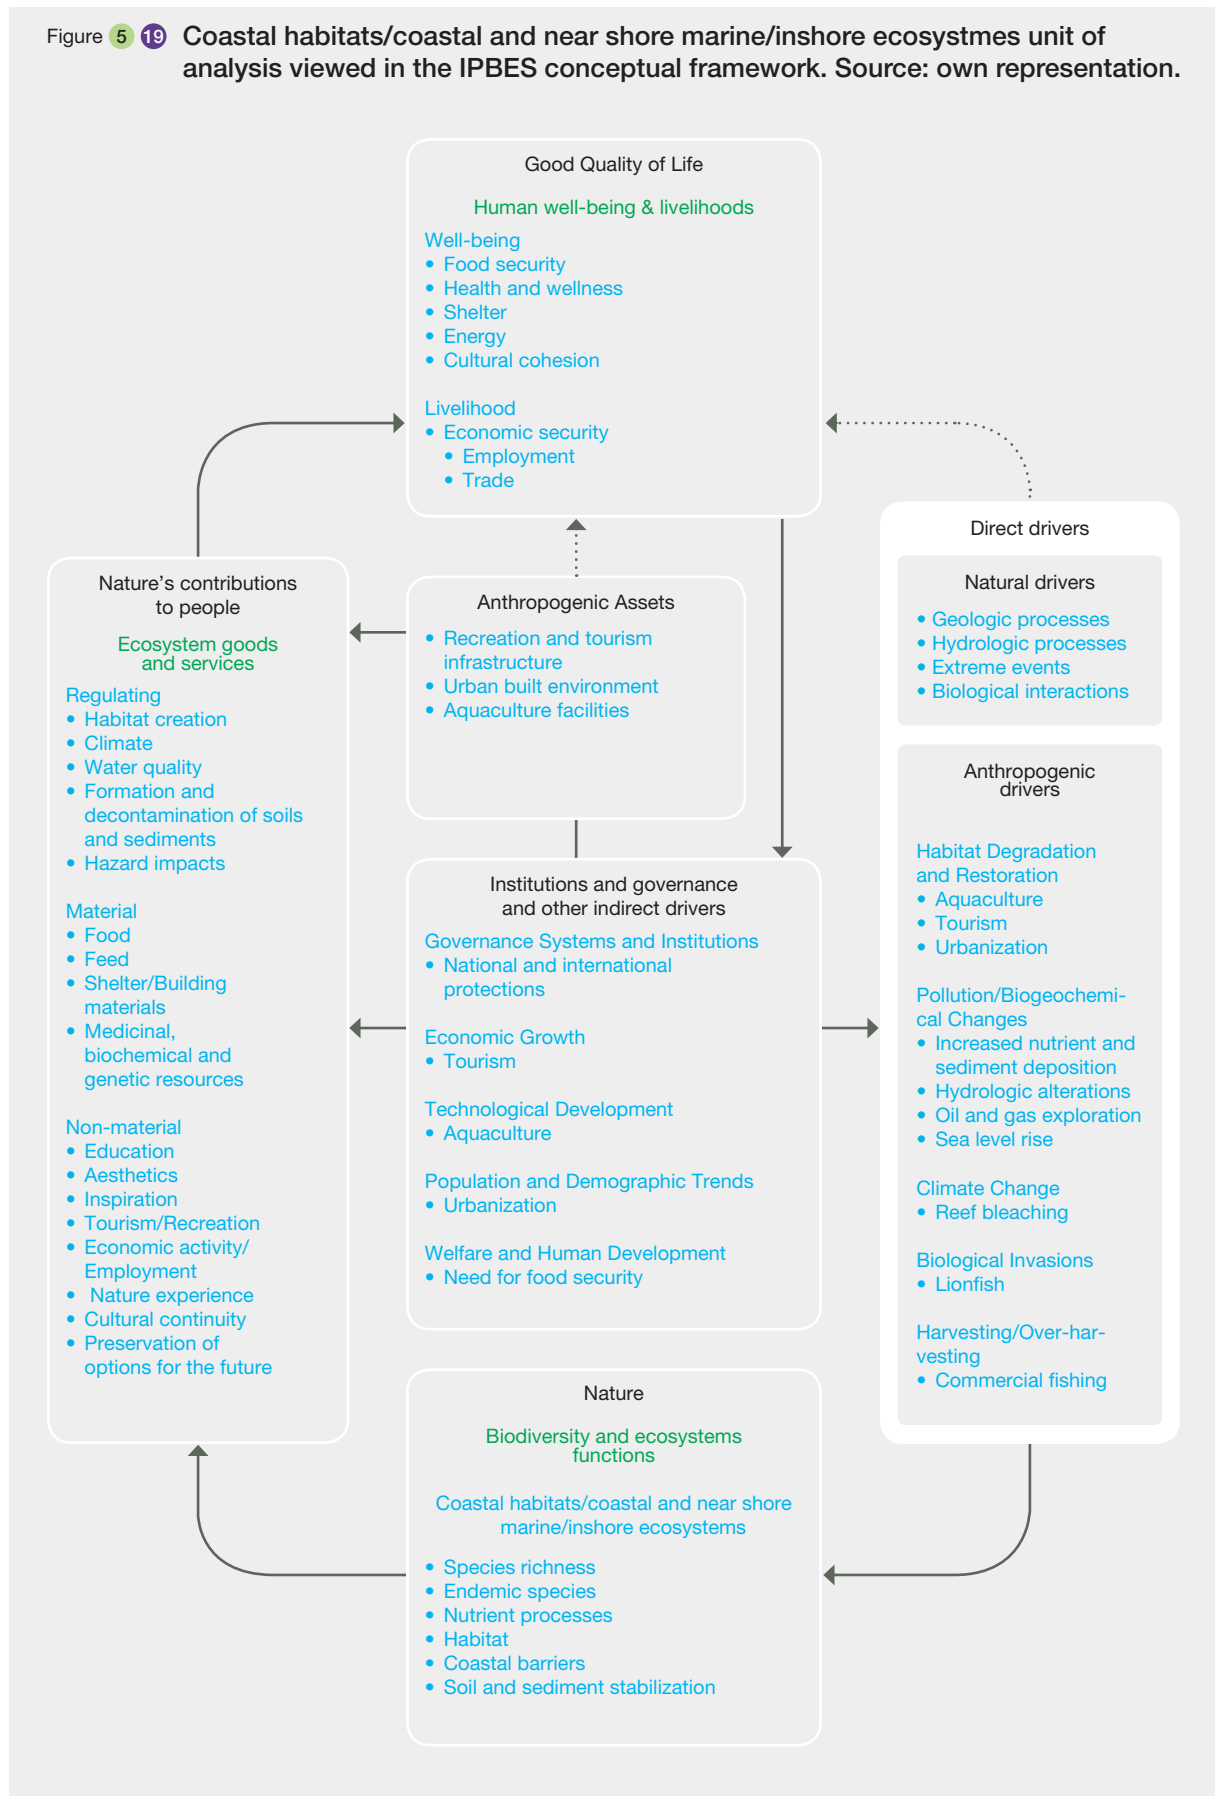 Figure 5 19 Coastal habitats/coastal and near shore marine/inshore ecosystmes unit of
analysis viewed in the IPBES conceptual framework. Source: own representation.
Good Quality of Life
Human well-being & livelihoods
Well-being
• Food security
• Health and wellness
• Shelter
• Energy
• Cultural cohesion
Livelihood
• Economic security
• Employment
• Trade
Nature's contributions
to people
Ecosystem goods
and services
Regulating
• Habitat creation
• Climate
• Water quality
• Formation and
decontamination of soils
and sediments
• Hazard impacts
Material
• Food
• Feed
• Shelter/Building
materials
• Medicinal,
biochemical and
genetic resources
Non-material
• Education
• Aesthetics
• Inspiration
• Tourism/Recreation
• Economic activity/
Employment
• Nature experience
• Cultural continuity
• Preservation of
options for the future
Anthropogenic Assets
• Recreation and tourism
infrastructure
• Urban built environment
• Aquaculture facilities
Institutions and governance
and other indirect drivers
Governance Systems and Institutions
• National and international
protections
Economic Growth
• Tourism
Technological Development
• Aquaculture
Population and Demographic Trends
• Urbanization
Welfare and Human Development
• Need for food security
Direct drivers
Natural drivers
• Geologic processes
• Hydrologic processes
• Extreme events
• Biological interactions
Anthropogenic
drivers
Habitat Degradation
and Restoration
• Aquaculture
• Tourism
• Urbanization
Pollution/Biogeochemi-
cal Changes
• Increased nutrient and
sediment deposition
• Hydrologic alterations
• Oil and gas exploration
• Sea level rise
Climate Change
• Reef bleaching
Biological Invasions
• Lionfish
Harvesting/Over-har-
vesting
• Commercial fishing
Nature
Biodiversity and ecosystems
functions
Coastal habitats/coastal and near shore
marine/inshore ecosystems
• Species richness
• Endemic species
• Nutrient processes
• Habitat
• Coastal barriers
• Soil and sediment stabilization